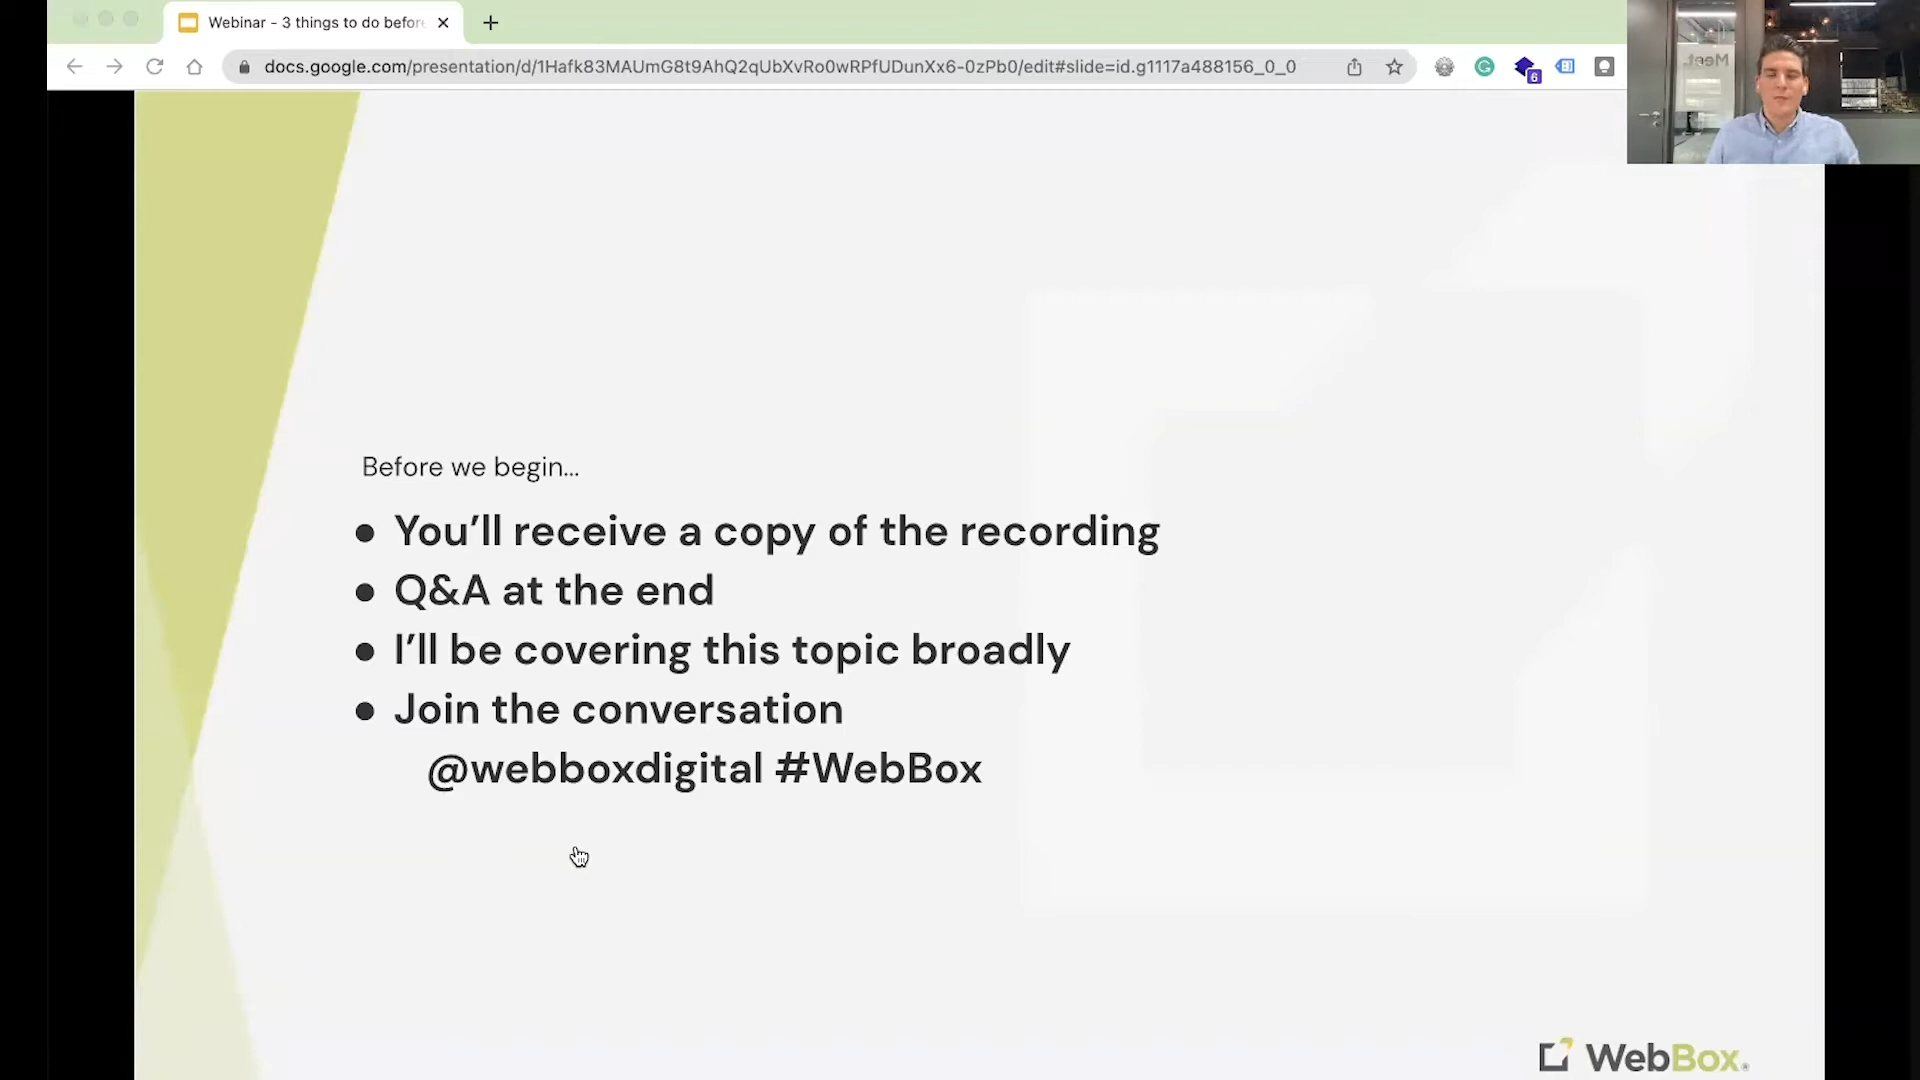 Webinar - 3 things to do befor
docs.google.com/presentation/d/1Hafk83MAUmG8t9AhQ2qUbXvRo0wRPfUDunXx6-0zPb0/edit#slide=id.g1117a488156_0_0
6
Meet.
Before we begin...
● You’ll receive a copy of the recording
● Q&A at the end
● I’ll be covering this topic broadly
● Join the conversation
@webboxdigital #WebBox
WebBox®